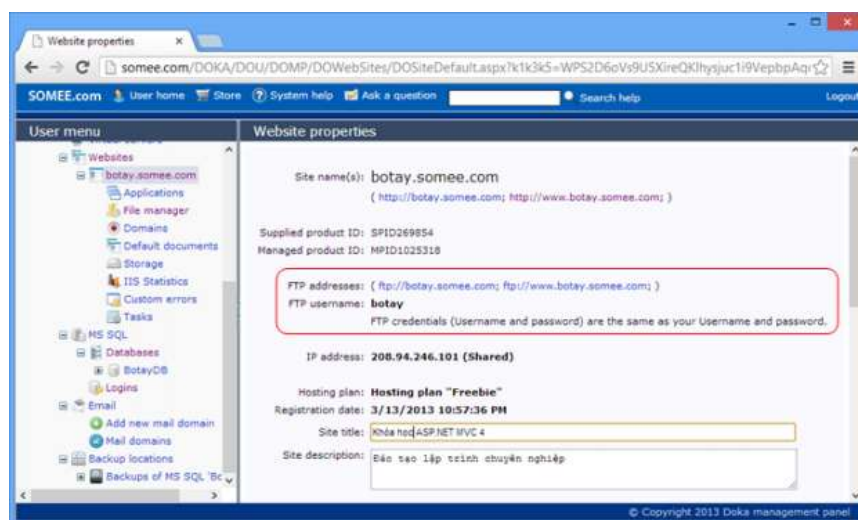 Website properties
somee.com/DOKA/DOU/DOMP/DOWebSites/DOSiteDefault.aspx?
SOMEE.com User home Store System help Ask a question Search help Logout
User menu
Website properties
Websites
botay.somee.com
Applications
File manager
Domains
Default documents
Storage
IIS Statistics
Custom errors
Tasks
MS SQL
Databases
BotayDB
Logins
Email
Add new mail domain
Mail domains
Backup locations
Backups of MS SQL
Site name(s): botay.somee.com
( http://botay.somee.com; http://www.botay.somee.com; )
Supplied product ID: SPID269854
Managed product ID: MPID1025318
FTP addresses: ( ftp://botay.somee.com; ftp://www.botay.somee.com; )
FTP username: botay
FTP credentials (Username and password) are the same as your Username and password.
IP address: 208.94.246.101 (Shared)
Hosting plan: Hosting plan "Freebie"
Registration date: 3/13/2013 10:57:36 PM
Site title: Khóa học ASP.NET MVC 4
Site description: Đào tạo lập trình chuyên nghiệp
© Copyright 2013 Doka management panel